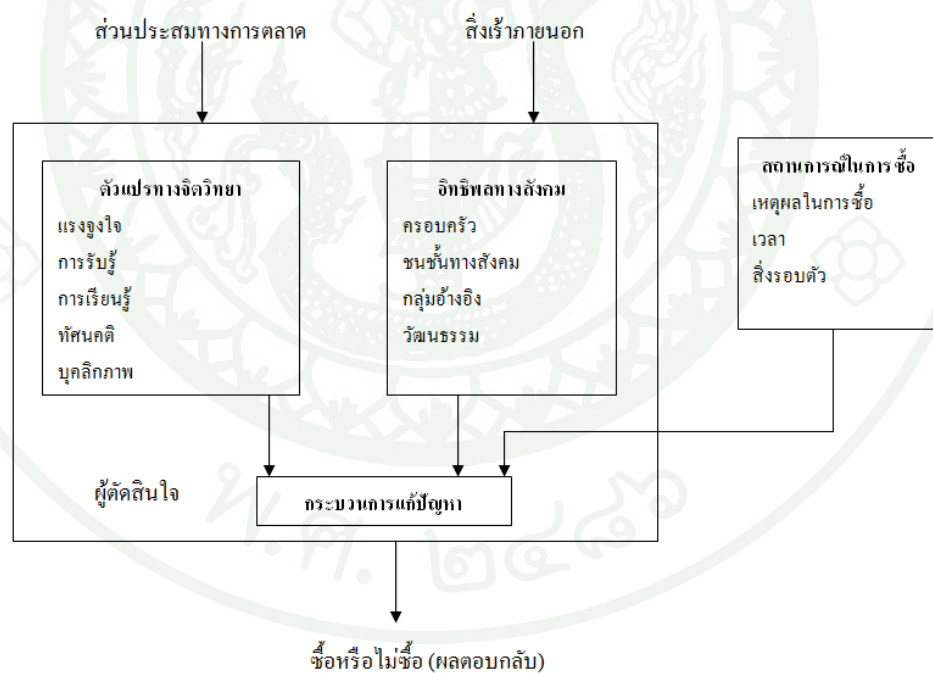 ส่วนประสมทางการตลาด
สิ่งเร้าภายนอก
ตัวแปรทางจิตวิทยา
แรงจูงใจ
การรับรู้
การเรียนรู้
ทัศนคติ
บุคลิกภาพ
อิทธิพลทางสังคม
ครอบครัว
ชนชั้นทางสังคม
กลุ่มอ้างอิง
วัฒนธรรม
สถานการณ์ในการซื้อ
เหตุผลในการซื้อ
เวลา
สิ่งรอบตัว
ผู้ตัดสินใจ
กระบวนการแก้ปัญหา
พ.ศ. ๒๔๘๖
ซื้อหรือไม่ซื้อ (ผลตอบกลับ)